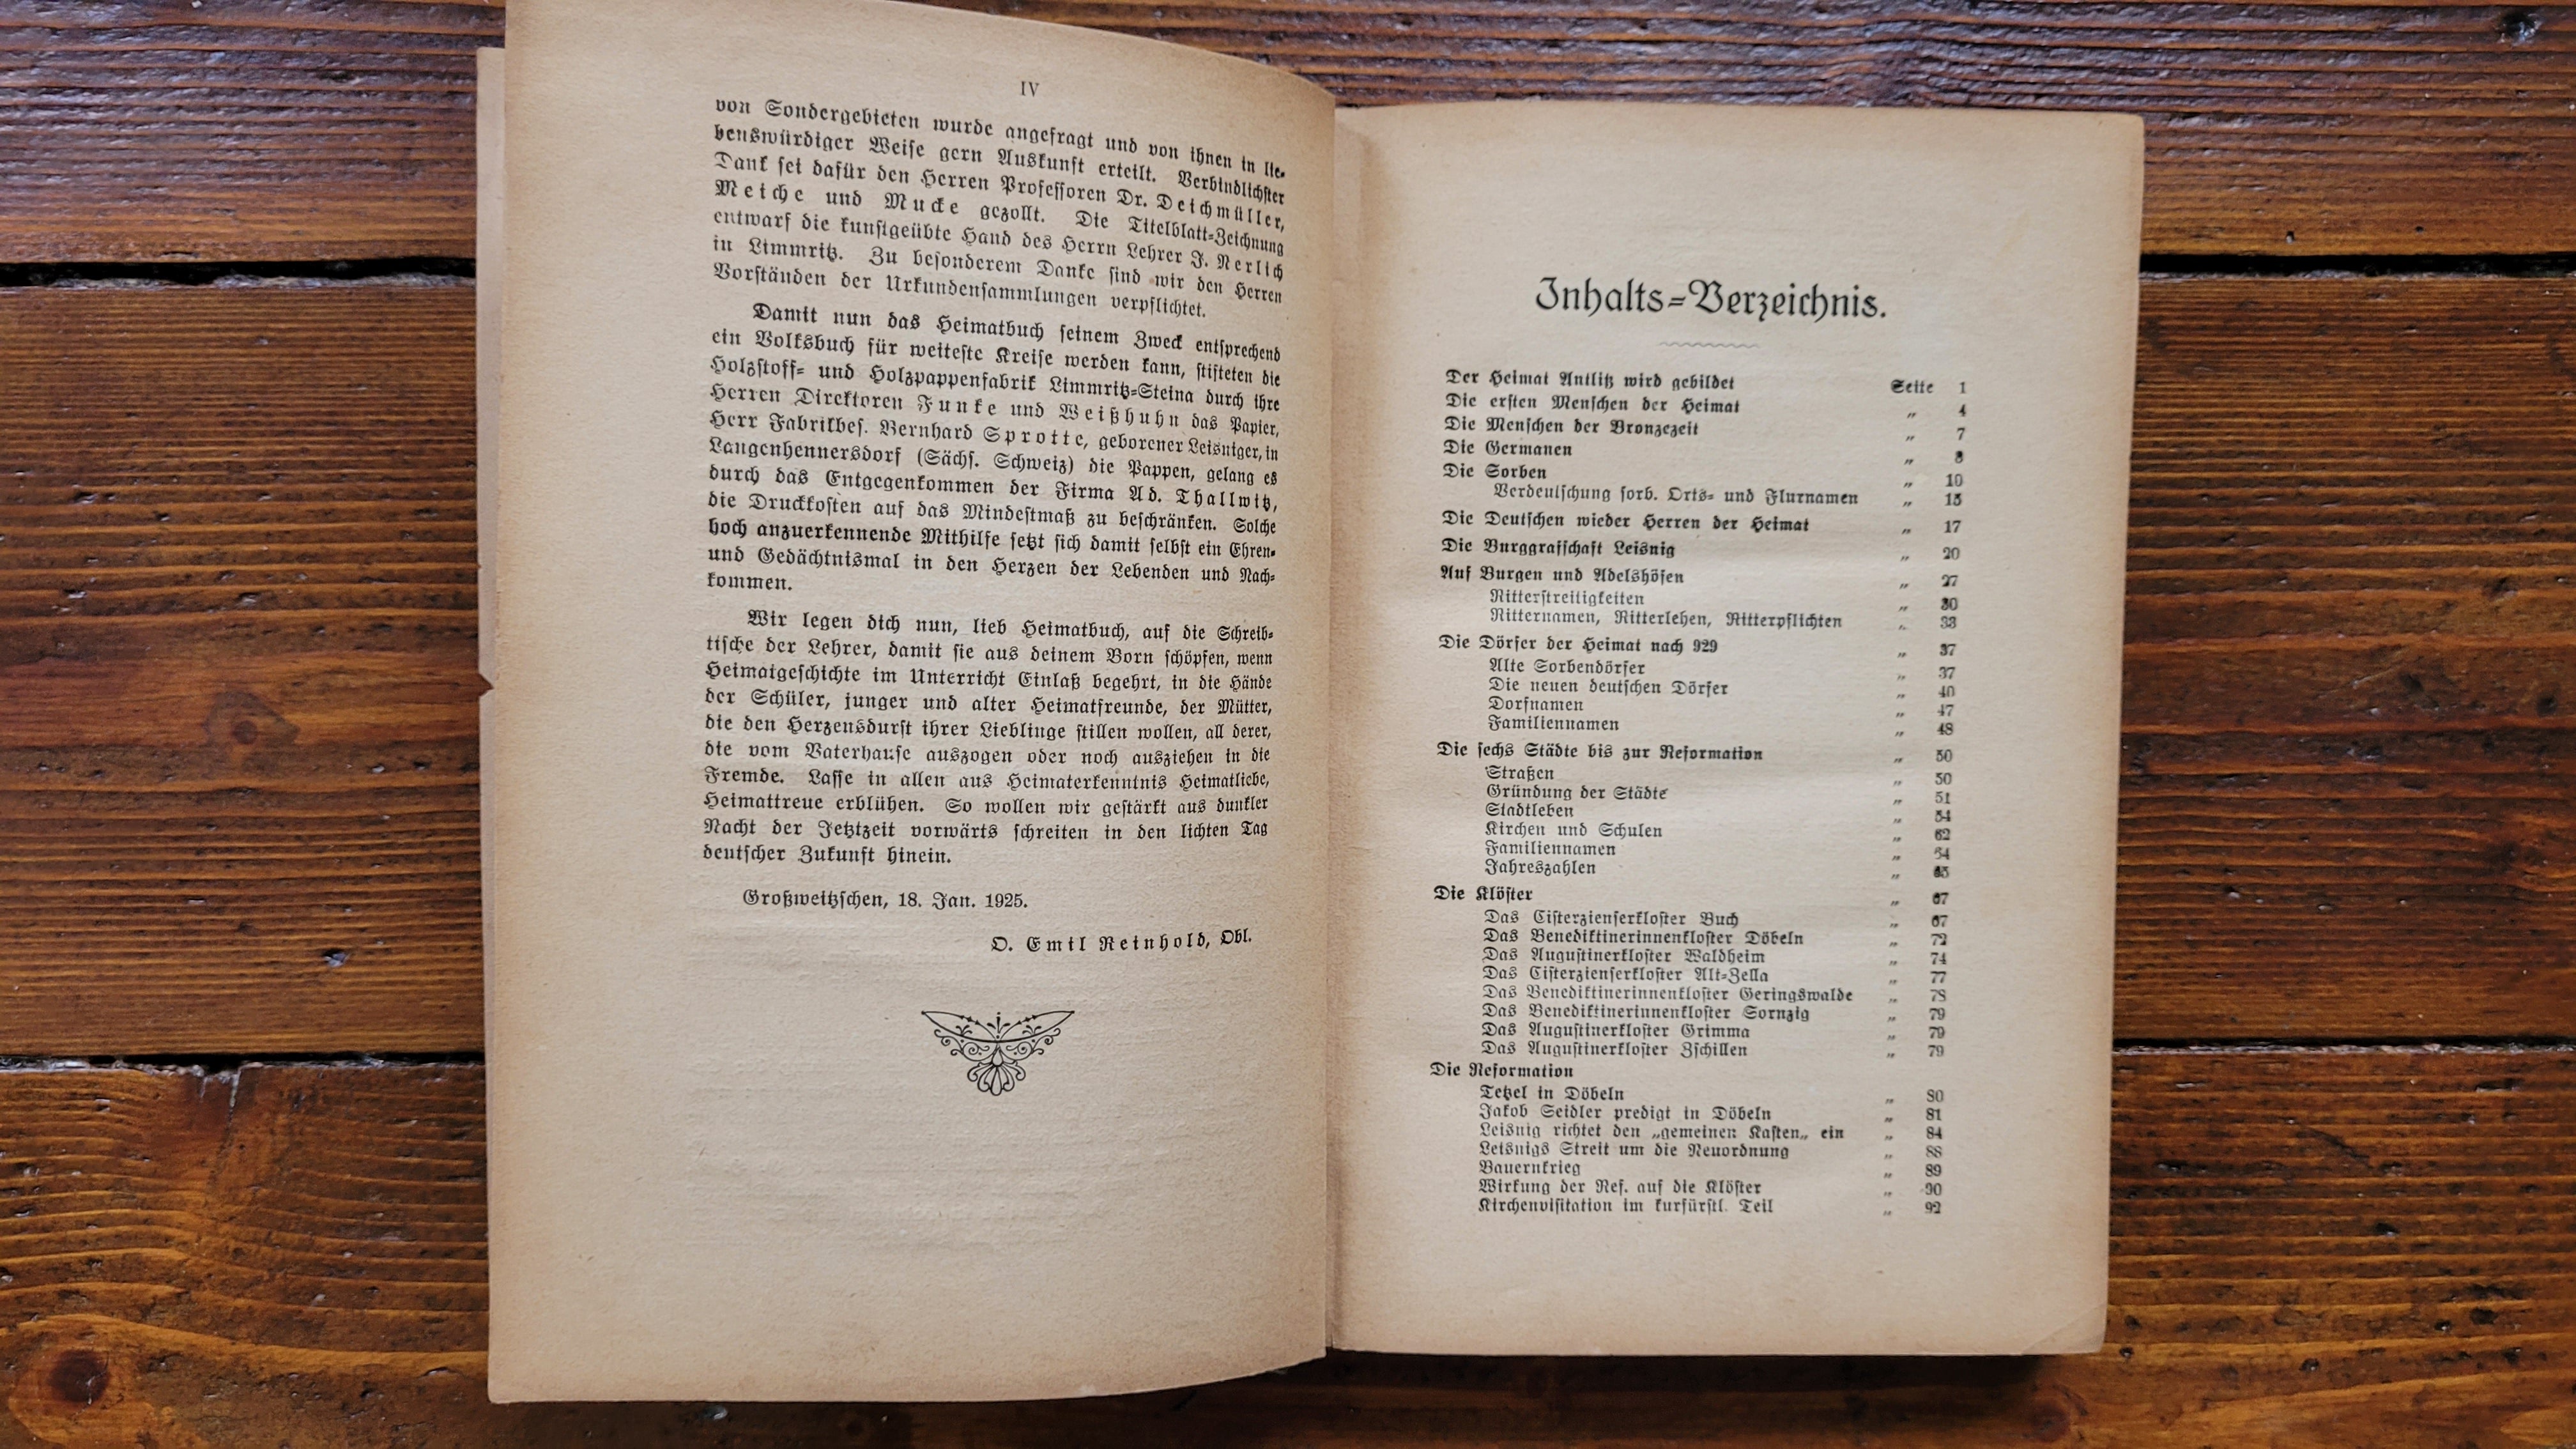 IV
von Sondergebieten wurde angefragt und von ihnen in lie-
benswürdiger Weise gern Auskunft erteilt. Verbindlichster
Dank sei dafür den Herren Professoren Dr. Deichmüller,
Meiche und Mucke gezollt. Die Titelblatt-Zeichnung
entwarf die kunstgeübte Hand des Herrn Lehrer J. Nerlich
in Limmritz. Zu besonderem Danke sind wir den Herren
Vorständen der Urkundensammlungen verpflichtet.
Damit nun das Heimatbuch seinem Zweck entsprechend
ein Volksbuch für weiteste Kreise werden kann, stifteten die
Holzstoff- und Holzpappenfabrik Limmritz-Steina durch ihre
Herren Direktoren Funke und Weißhuhn das Papier,
Herr Fabrikbes. Bernhard Sprotte, geborener Leisniger, in
Langenhennersdorf (Sächs. Schweiz) die Pappen, gelang es
durch das Entgegenkommen der Firma Ad. Thallwitz,
die Druckkosten auf das Mindestmaß zu beschränken. Solche
hoch anzuerkennende Mithilfe setzt sich damit selbst ein Ehren-
und Gedächtnismal in den Herzen der Lebenden und Nach-
kommen.
Wir legen dich nun, lieb Heimatbuch, auf die Schreib-
tische der Lehrer, damit sie aus deinem Born schöpfen, wenn
Heimatgeschichte im Unterricht Einlaß begehrt, in die Hände
der Schüler, junger und alter Heimatfreunde, der Mütter,
die den Herzensdurst ihrer Lieblinge stillen wollen, all derer,
die vom Vaterhause auszogen oder noch ausziehen in die
Fremde. Lasse in allen aus Heimaterkenntnis Heimatliebe,
Heimattreue erblühen. So wollen wir gestärkt aus dunkler
Nacht der Jetztzeit vorwärts schreiten in den lichten Tag
deutscher Zukunft hinein.
Großweitzschen, 18. Jan. 1925.
O. Emil Reinhold, Obl.
Inhalts-Verzeichnis.
Der Heimat Antlitz wird gebildet Seite 1
Die ersten Menschen der Heimat „ 4
Die Menschen der Bronzezeit „ 7
Die Germanen „ 8
Die Sorben „ 10
Verdeutschung sorb. Orts- und Flurnamen „ 15
Die Deutschen wieder Herren der Heimat „ 17
Die Burggrafschaft Leisnig „ 20
Auf Burgen und Adelshöfen „ 27
Ritterstreitigkeiten „ 30
Ritternamen, Ritterlehen, Ritterpflichten „ 33
Die Dörfer der Heimat nach 929 „ 37
Alte Sorbendörfer „ 37
Die neuen deutschen Dörfer „ 40
Dorfnamen „ 47
Familiennamen „ 48
Die sechs Städte bis zur Reformation „ 50
Straßen „ 50
Gründung der Städte „ 51
Stadtleben „ 54
Kirchen und Schulen „ 62
Familiennamen „ 64
Jahreszahlen „ 65
Die Klöster „ 67
Das Cisterzienserkloster Buch „ 67
Das Benediktinerinnenkloster Döbeln „ 72
Das Augustinerkloster Waldheim „ 74
Das Cisterzienserkloster Alt-Zella „ 77
Das Benediktinerinnenkloster Geringswalde „ 78
Das Benediktinerinnenkloster Sornzig „ 79
Das Augustinerkloster Grimma „ 79
Das Augustinerkloster Zschillen „ 79
Die Reformation
Tetzel in Döbeln „ 80
Jakob Seidler predigt in Döbeln „ 81
Leisnig richtet den „gemeinen Kasten„ ein „ 84
Leisnigs Streit um die Neuordnung „ 88
Bauernkrieg „ 89
Wirkung der Ref. auf die Klöster „ 90
Kirchenvisitation im kurfürstl. Teil „ 92